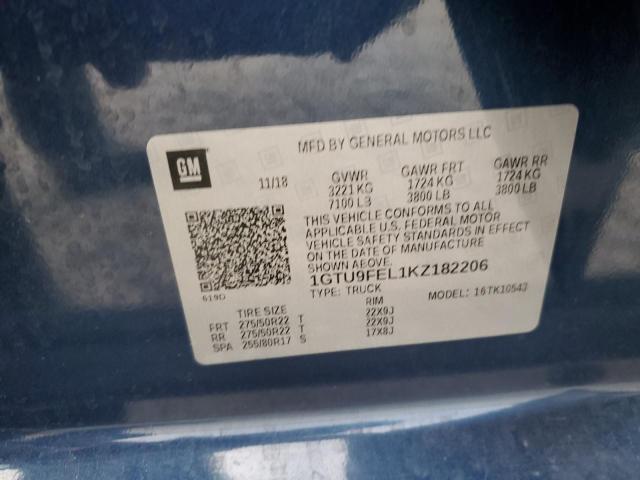 MFD BY GENERAL MOTORS LLC
GM
11/18
GVWR GAWR FRT GAWR RR
3221 KG 1724 KG 1724 KG
7100 LB 3800 LB 3800 LB
THIS VEHICLE CONFORMS TO ALL
APPLICABLE U.S. FEDERAL MOTOR
VEHICLE SAFETY STANDARDS IN EFFECT
ON THE DATE OF MANUFACTURE
SHOWN ABOVE.
619D
1GTU9FEL1KZ182206
TYPE: TRUCK MODEL: 16TK10543
TIRE SIZE RIM
FRT 275/50R22 T 22X9J
RR 275/50R22 T 22X9J
SPA 255/80R17 S 17X8J